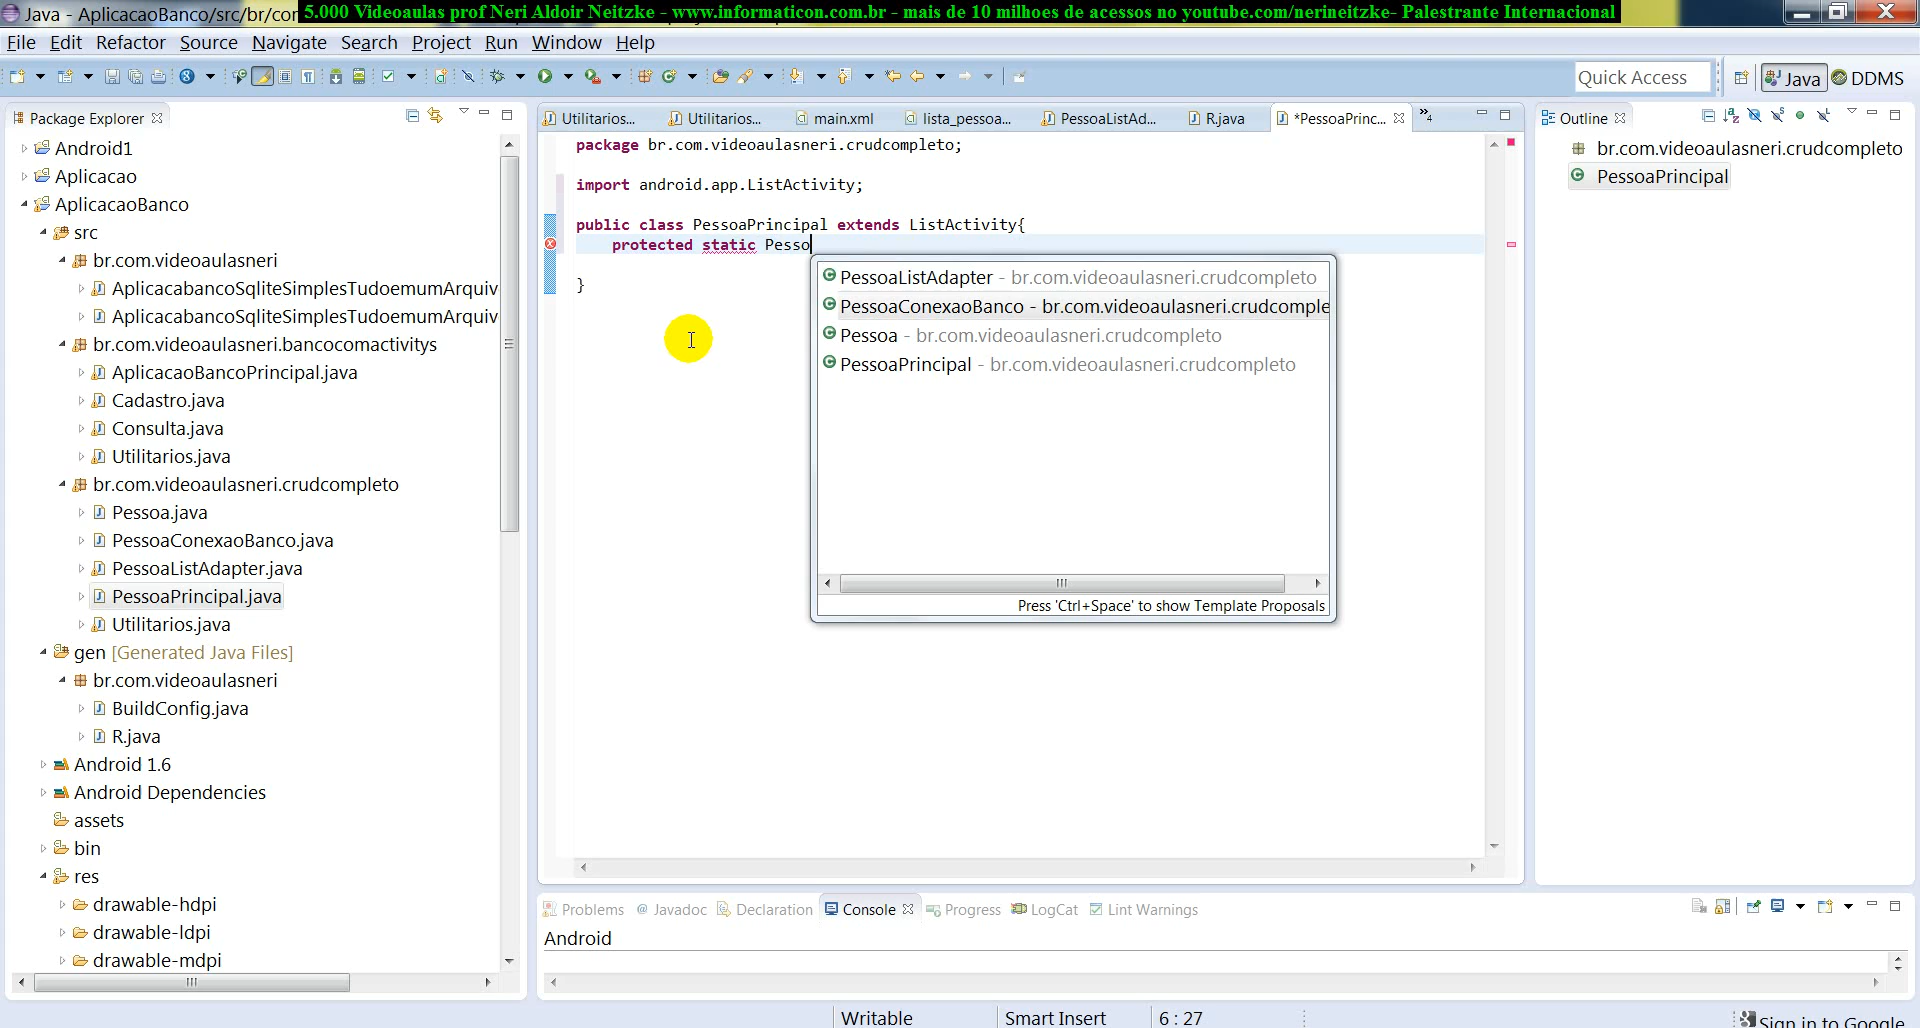 Java - AplicacaoBanco/src/br/con
5.000 Videoaulas prof Neri Aldoir Neitzke - www.informaticon.com.br - mais de 10 milhoes de acessos no youtube.com/nerineitzke- Palestrante Internacional
File Edit Refactor Source Navigate Search Project Run Window Help
Quick Access
Java
DDMS
Package Explorer
Android1
Aplicacao
AplicacaoBanco
src
br.com.videoaulasneri
AplicacabancoSqliteSimplesTudoemumArquiv
AplicacabancoSqliteSimplesTudoemumArquiv
br.com.videoaulasneri.bancocomactivitys
AplicacaoBancoPrincipal.java
Cadastro.java
Consulta.java
Utilitarios.java
br.com.videoaulasneri.crudcompleto
Pessoa.java
PessoaConexaoBanco.java
PessoaListAdapter.java
PessoaPrincipal.java
Utilitarios.java
gen [Generated Java Files]
br.com.videoaulasneri
BuildConfig.java
R.java
Android 1.6
Android Dependencies
assets
bin
res
drawable-hdpi
drawable-ldpi
drawable-mdpi
Utilitarios... Utilitarios... main.xml lista_pessoa... PessoaListAd... R.java *PessoaPrinc... »4
package br.com.videoaulasneri.crudcompleto;
import android.app.ListActivity;
public class PessoaPrincipal extends ListActivity{
protected static Pesso
}
PessoaListAdapter - br.com.videoaulasneri.crudcompleto
PessoaConexaoBanco - br.com.videoaulasneri.crudcomple
Pessoa - br.com.videoaulasneri.crudcompleto
PessoaPrincipal - br.com.videoaulasneri.crudcompleto
Press 'Ctrl+Space' to show Template Proposals
Outline
br.com.videoaulasneri.crudcompleto
PessoaPrincipal
Problems Javadoc Declaration Console Progress LogCat Lint Warnings
Android
Writable
Smart Insert
6 : 27
Sign in to Google